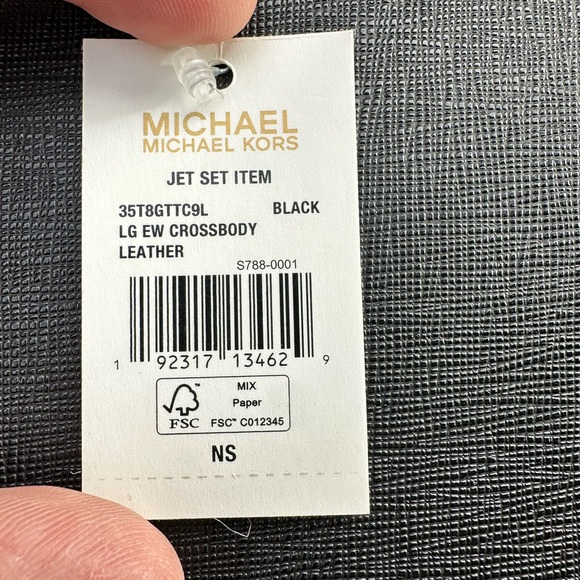 MICHAEL
MICHAEL KORS
JET SET ITEM
35T8GTTC9L BLACK
LG EW CROSSBODY
LEATHER
S788-0001
1 92317 13462 9
MIX
Paper
FSC™ FSC™ C012345
NS